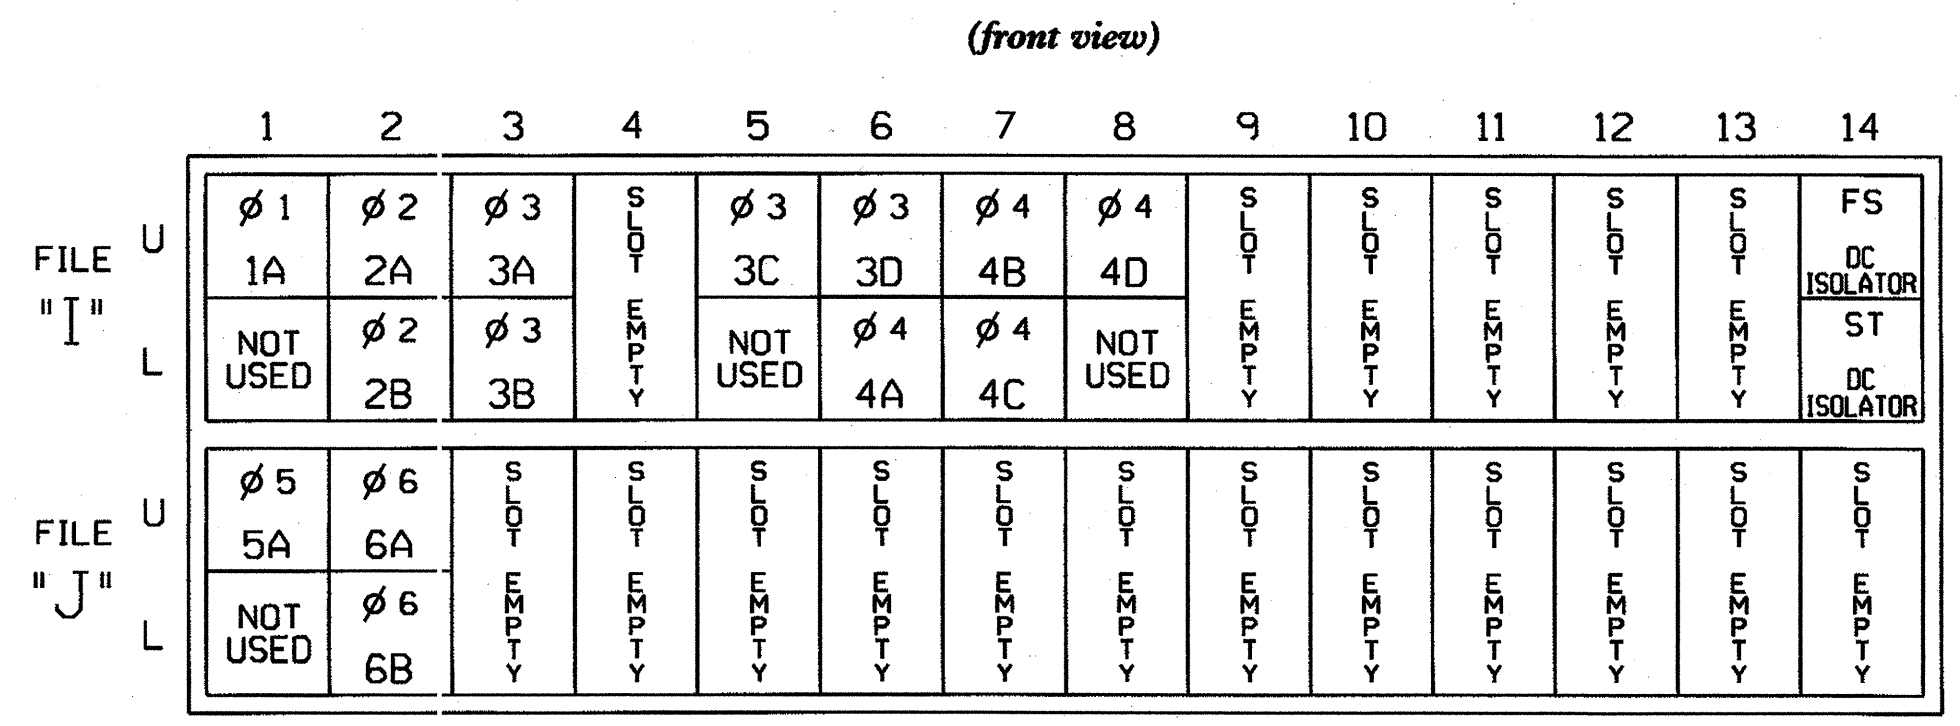 (front view)
1 2 3 4 5 6 7 8 9 10 11 12 13 14
FILE "I"
U
ø 1 1A
ø 2 2A
ø 3 3A
SLOT EMPTY
ø 3 3C
ø 3 3D
ø 4 4B
ø 4 4D
SLOT EMPTY
SLOT EMPTY
SLOT EMPTY
SLOT EMPTY
SLOT EMPTY
FS DC ISOLATOR
L
NOT USED
ø 2 2B
ø 3 3B
NOT USED
ø 4 4A
ø 4 4C
NOT USED
ST DC ISOLATOR
FILE "J"
U
ø 5 5A
ø 6 6A
SLOT EMPTY
SLOT EMPTY
SLOT EMPTY
SLOT EMPTY
SLOT EMPTY
SLOT EMPTY
SLOT EMPTY
SLOT EMPTY
SLOT EMPTY
SLOT EMPTY
SLOT EMPTY
SLOT EMPTY
L
NOT USED
ø 6 6B